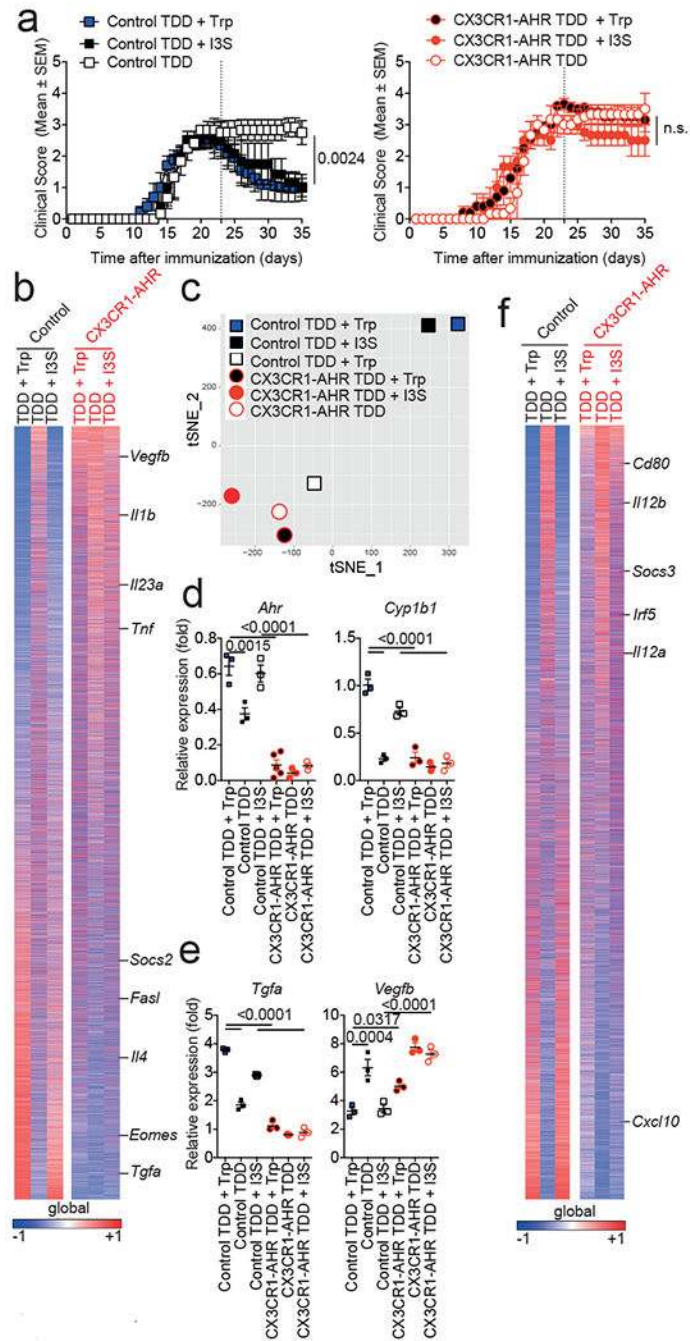 a
Control TDD + Trp
Control TDD + I3S
Control TDD
Clinical Score (Mean ± SEM)
5
4
3
2
1
0
0 5 10 15 20 25 30 35
Time after immunization (days)
0.0024
CX3CR1-AHR TDD + Trp
CX3CR1-AHR TDD + I3S
CX3CR1-AHR TDD
Clinical Score (Mean ± SEM)
5
4
3
2
1
0
0 5 10 15 20 25 30 35
Time after immunization (days)
n.s.
b
Control
CX3CR1-AHR
TDD + Trp
TDD
TDD + I3S
TDD + Trp
TDD
TDD + I3S
Vegfb
Il1b
Il23a
Tnf
Socs2
Fasl
Il4
Eomes
Tgfa
global
-1 +1
c
Control TDD + Trp
Control TDD + I3S
Control TDD + Trp
CX3CR1-AHR TDD + Trp
CX3CR1-AHR TDD + I3S
CX3CR1-AHR TDD
tSNE_2
400
200
0
−200
−200 −100 0 100 200 300
tSNE_1
d
Ahr
Relative expression (fold)
0.8
0.6
0.4
0.2
0.0
<0.0001
0.0015
Control TDD + Trp
Control TDD
Control TDD + I3S
CX3CR1-AHR TDD + Trp
CX3CR1-AHR TDD
CX3CR1-AHR TDD + I3S
Cyp1b1
1.5
1.0
0.5
0.0
<0.0001
Control TDD + Trp
Control TDD
Control TDD + I3S
CX3CR1-AHR TDD + Trp
CX3CR1-AHR TDD
CX3CR1-AHR TDD + I3S
e
Tgfa
Relative expression (fold)
5
4
3
2
1
0
<0.0001
Control TDD + Trp
Control TDD
Control TDD + I3S
CX3CR1-AHR TDD + Trp
CX3CR1-AHR TDD
CX3CR1-AHR TDD + I3S
Vegfb
10
8
6
4
2
0
<0.0001
0.0317
0.0004
Control TDD + Trp
Control TDD
Control TDD + I3S
CX3CR1-AHR TDD + Trp
CX3CR1-AHR TDD
CX3CR1-AHR TDD + I3S
f
Control
CX3CR1-AHR
TDD + Trp
TDD
TDD + I3S
TDD + Trp
TDD
TDD + I3S
Cd80
Il12b
Socs3
Irf5
Il12a
Cxcl10
global
-1 +1